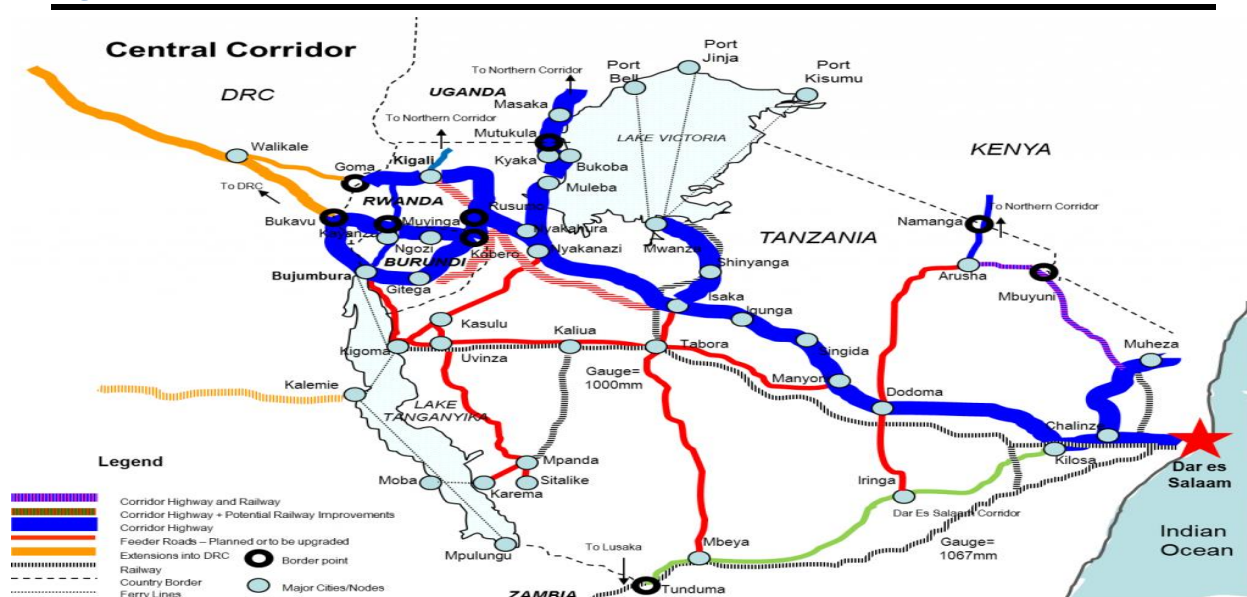 Central Corridor
DRC
UGANDA
To Northern Corridor
Port
Bell
Port
Jinja
Port
Kisumu
Masaka
To Northern Corridor
Mutukula
LAKE VICTORIA
Walikale
Goma
Kigali
Kyaka
Bukoba
KENYA
To DRC
Muleba
RWANDA
Rusumo
Bukavu
Kayanza
Muyinga
Nyakahura
Mwanza
TANZANIA
Namanga
To Northern Corridor
Ngozi
Kobero
Nyakanazi
BURUNDI
Bujumbura
Gitega
Shinyanga
Arusha
Mbuyuni
Isaka
Igunga
Kasulu
Kaliua
Singida
Muheza
Kigoma
Uvinza
Tabora
Gauge=
1000mm
Manyon
Dodoma
Kalemie
LAKE
TANGANYIKA
Chalinze
Kilosa
Dar es
Salaam
Mpanda
Moba
Karema
Sitalike
Iringa
Dar Es Salaam Corridor
Indian
Ocean
Gauge=
1067mm
Mpulungu
To Lusaka
Mbeya
Tunduma
ZAMBIA
Legend
Corridor Highway and Railway
Corridor Highway + Potential Railway Improvements
Corridor Highway
Feeder Roads – Planned or to be upgraded
Extensions into DRC
Railway
Country Border
Ferry Lines
Border point
Major Cities/Nodes